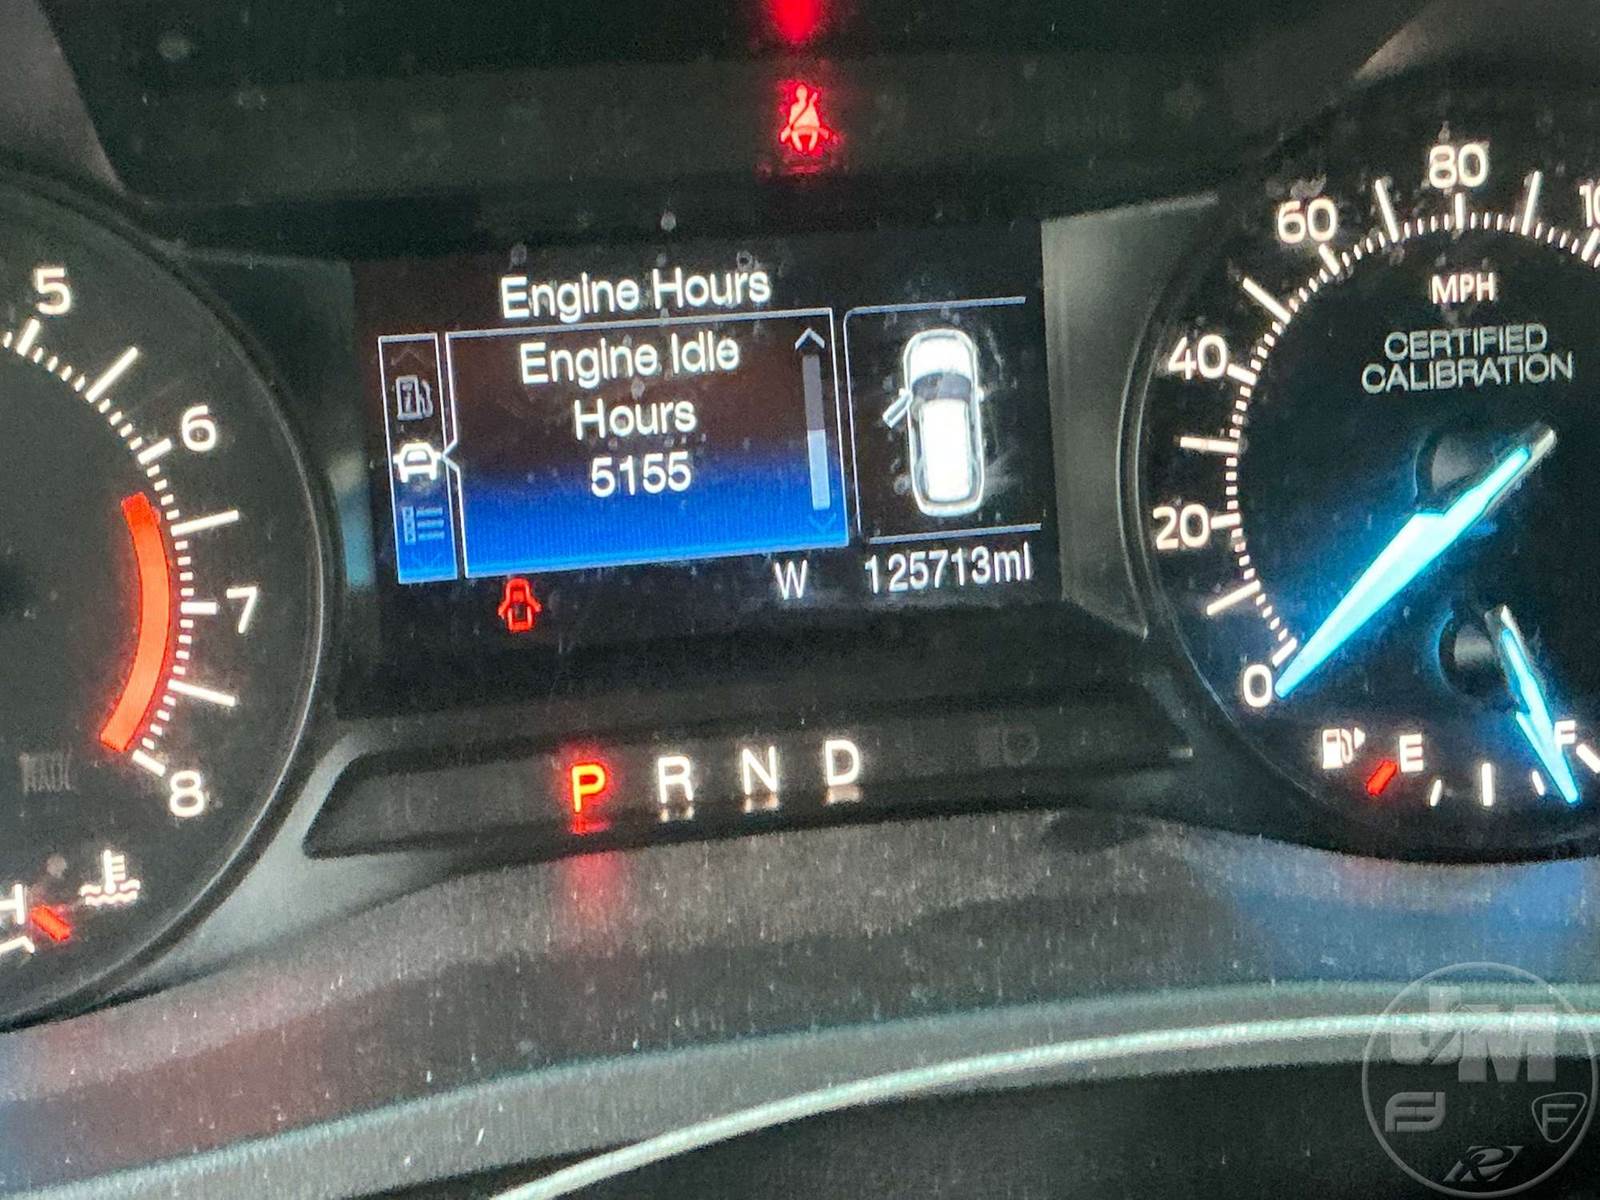 5
6
7
8
H
Engine Hours
Engine Idle
Hours
5155
W 125713mi
P R N D
0
20
40
60
80
MPH
CERTIFIED
CALIBRATION
E
F
JM
F